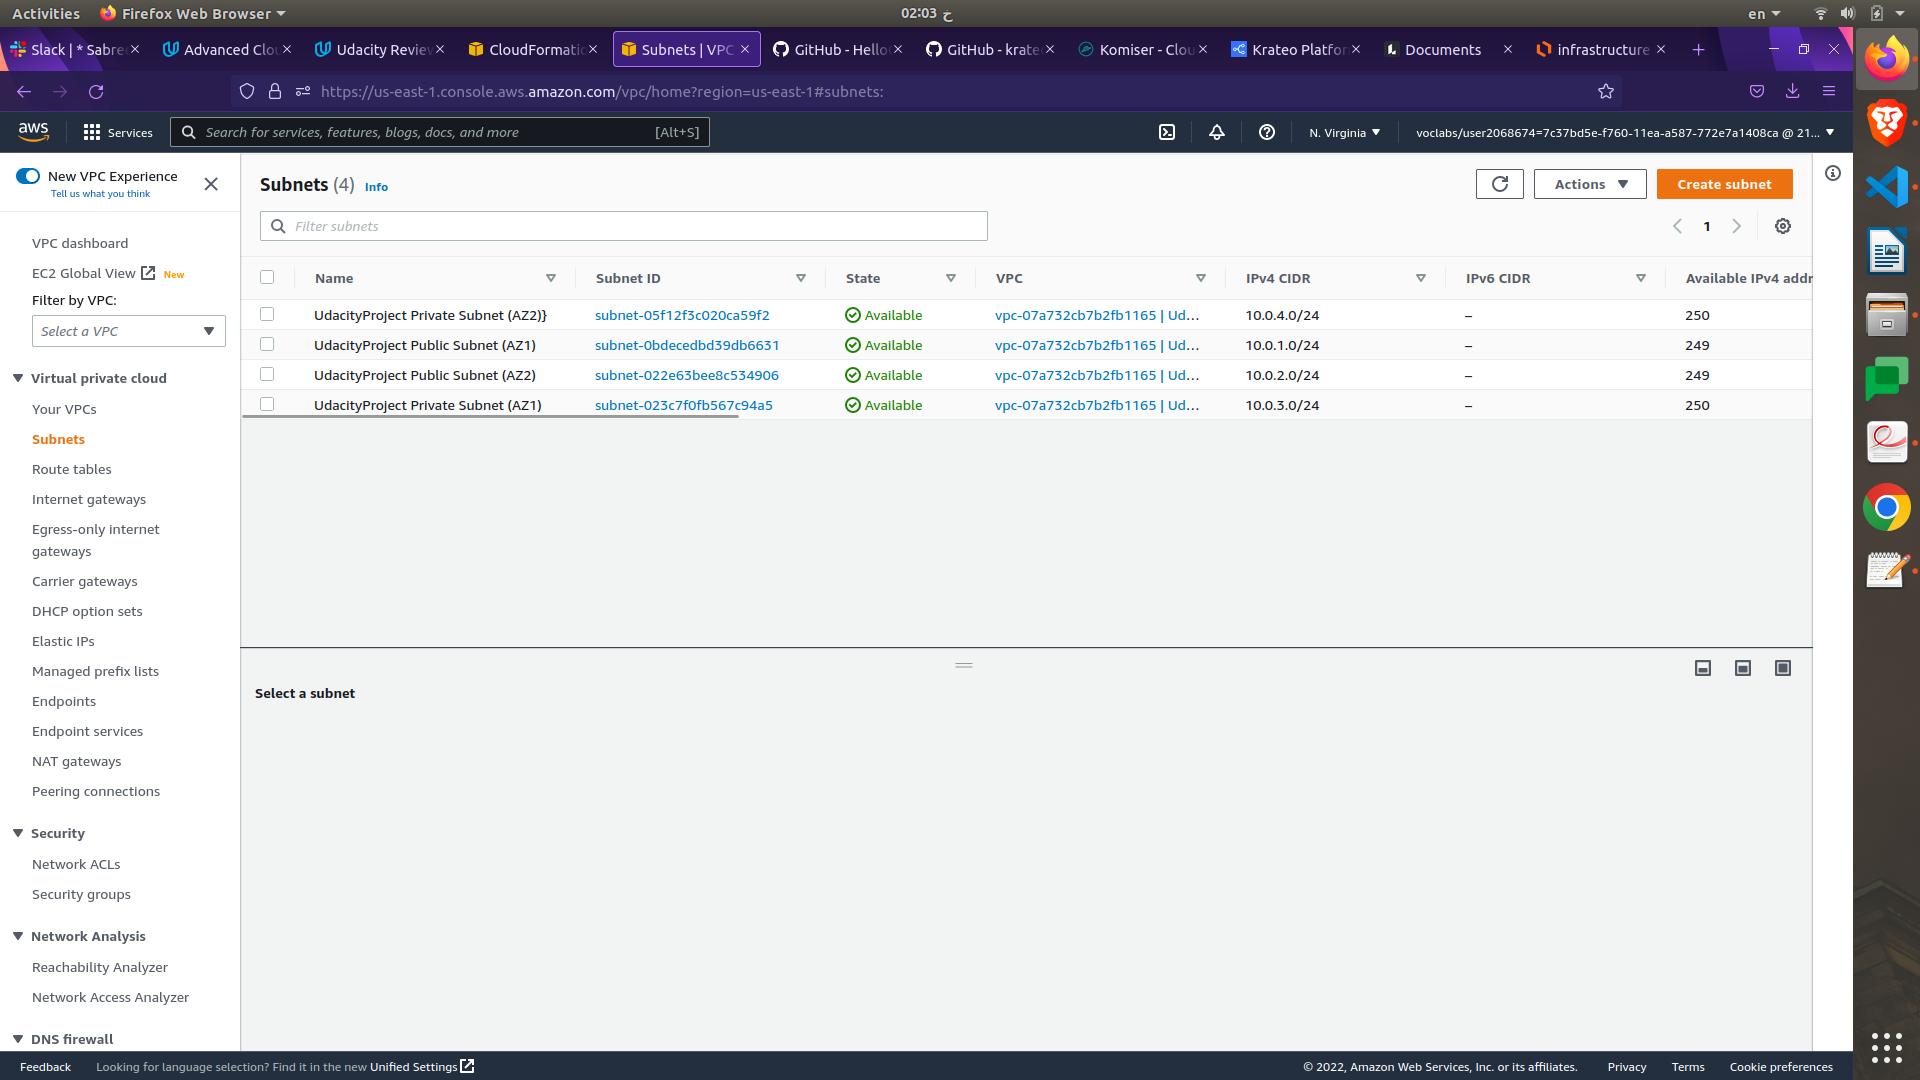 Activities Firefox Web Browser 02:03 خ en
Slack | * Sabre Advanced Clou Udacity Review CloudFormatio Subnets | VPC GitHub - Hello GitHub - krate Komiser - Clou Krateo Platfor Documents infrastructure
https://us-east-1.console.aws.amazon.com/vpc/home?region=us-east-1#subnets:
aws Services Search for services, features, blogs, docs, and more [Alt+S] N. Virginia voclabs/user2068674=7c37bd5e-f760-11ea-a587-772e7a1408ca @ 21...
New VPC Experience
Tell us what you think
VPC dashboard
EC2 Global View New
Filter by VPC:
Select a VPC
Virtual private cloud
Your VPCs
Subnets
Route tables
Internet gateways
Egress-only internet
gateways
Carrier gateways
DHCP option sets
Elastic IPs
Managed prefix lists
Endpoints
Endpoint services
NAT gateways
Peering connections
Security
Network ACLs
Security groups
Network Analysis
Reachability Analyzer
Network Access Analyzer
DNS firewall
Subnets (4) Info
Actions Create subnet
Filter subnets
1
Name Subnet ID State VPC IPv4 CIDR IPv6 CIDR Available IPv4 addr
UdacityProject Private Subnet (AZ2)} subnet-05f12f3c020ca59f2 Available vpc-07a732cb7b2fb1165 | Ud... 10.0.4.0/24 – 250
UdacityProject Public Subnet (AZ1) subnet-0bdecedbd39db6631 Available vpc-07a732cb7b2fb1165 | Ud... 10.0.1.0/24 – 249
UdacityProject Public Subnet (AZ2) subnet-022e63bee8c534906 Available vpc-07a732cb7b2fb1165 | Ud... 10.0.2.0/24 – 249
UdacityProject Private Subnet (AZ1) subnet-023c7f0fb567c94a5 Available vpc-07a732cb7b2fb1165 | Ud... 10.0.3.0/24 – 250
Select a subnet
Feedback Looking for language selection? Find it in the new Unified Settings © 2022, Amazon Web Services, Inc. or its affiliates. Privacy Terms Cookie preferences